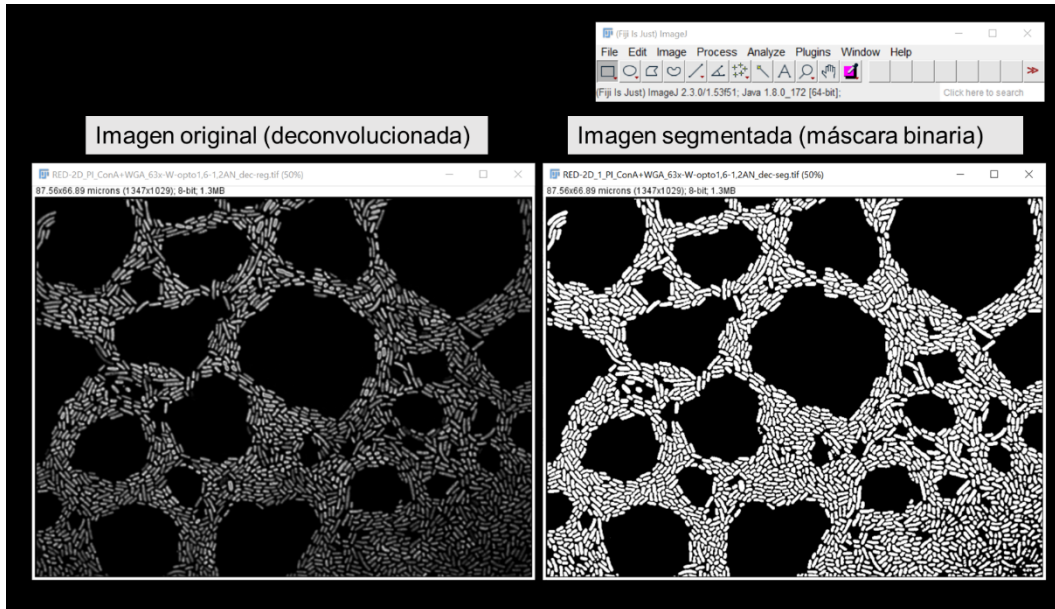 (Fiji Is Just) ImageJ
File Edit Image Process Analyze Plugins Window Help
(Fiji Is Just) ImageJ 2.3.0/1.53f51; Java 1.8.0_172 [64-bit];
Click here to search
Imagen original (deconvolucionada)
Imagen segmentada (máscara binaria)
RED-2D_PI_ConA+WGA_63x-W-opto1,6-1,2AN_dec-reg.tif (50%)
87.56x66.89 microns (1347x1029); 8-bit; 1.3MB
RED-2D_1_PI_ConA+WGA_63x-W-opto1,6-1,2AN_dec-seg.tif (50%)
87.56x66.89 microns (1347x1029); 8-bit; 1.3MB